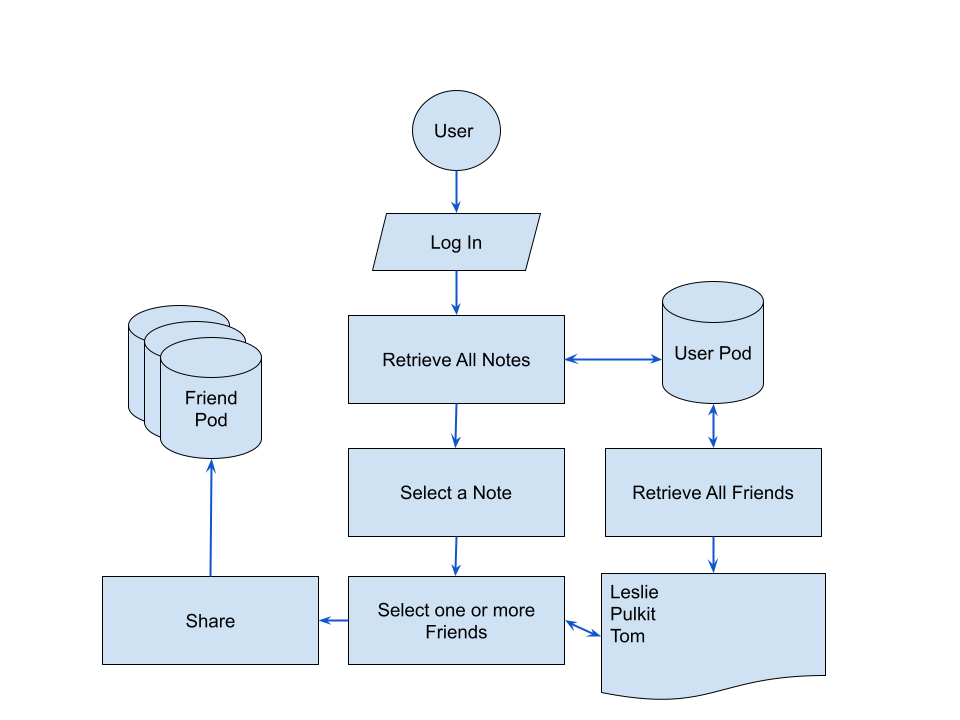 User
Log In
Retrieve All Notes
User Pod
Friend
Pod
Select a Note
Retrieve All Friends
Leslie
Pulkit
Tom
Select one or more
Friends
Share